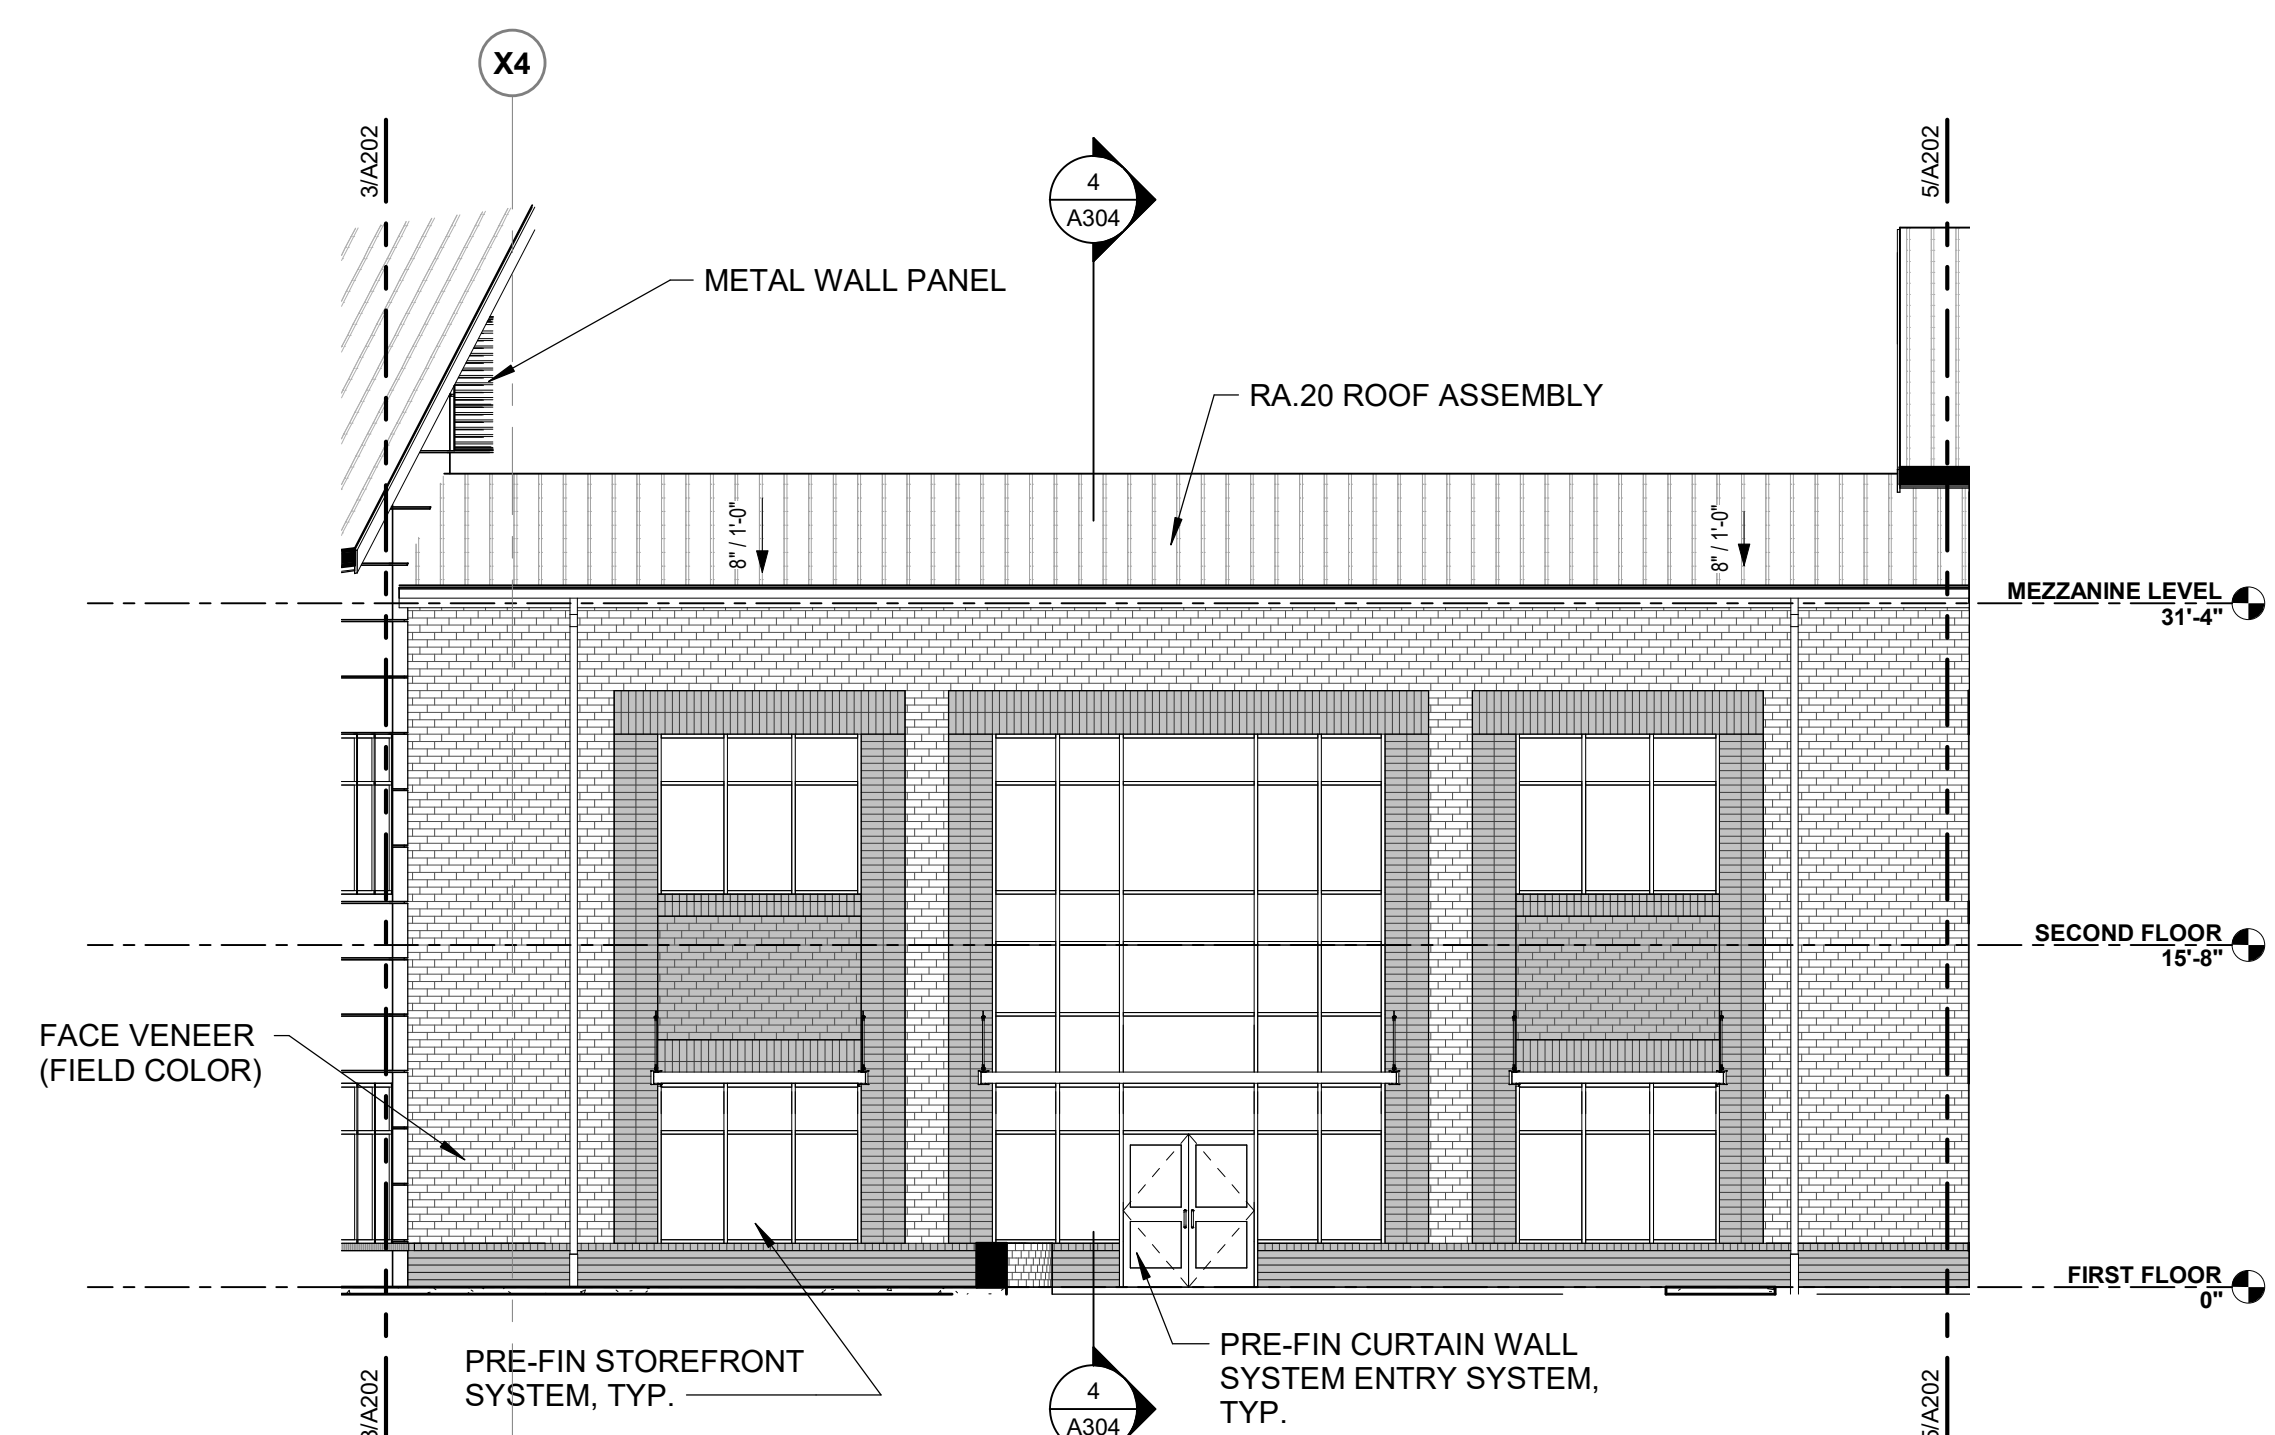 X4
3/A202
5/A202
4
A304
METAL WALL PANEL
RA.20 ROOF ASSEMBLY
8" / 1'-0"
8" / 1'-0"
MEZZANINE LEVEL
31'-4"
SECOND FLOOR
15'-8"
FACE VENEER
(FIELD COLOR)
FIRST FLOOR
0"
PRE-FIN STOREFRONT
SYSTEM, TYP.
PRE-FIN CURTAIN WALL
SYSTEM ENTRY SYSTEM,
TYP.
3/A202
4
A304
5/A202